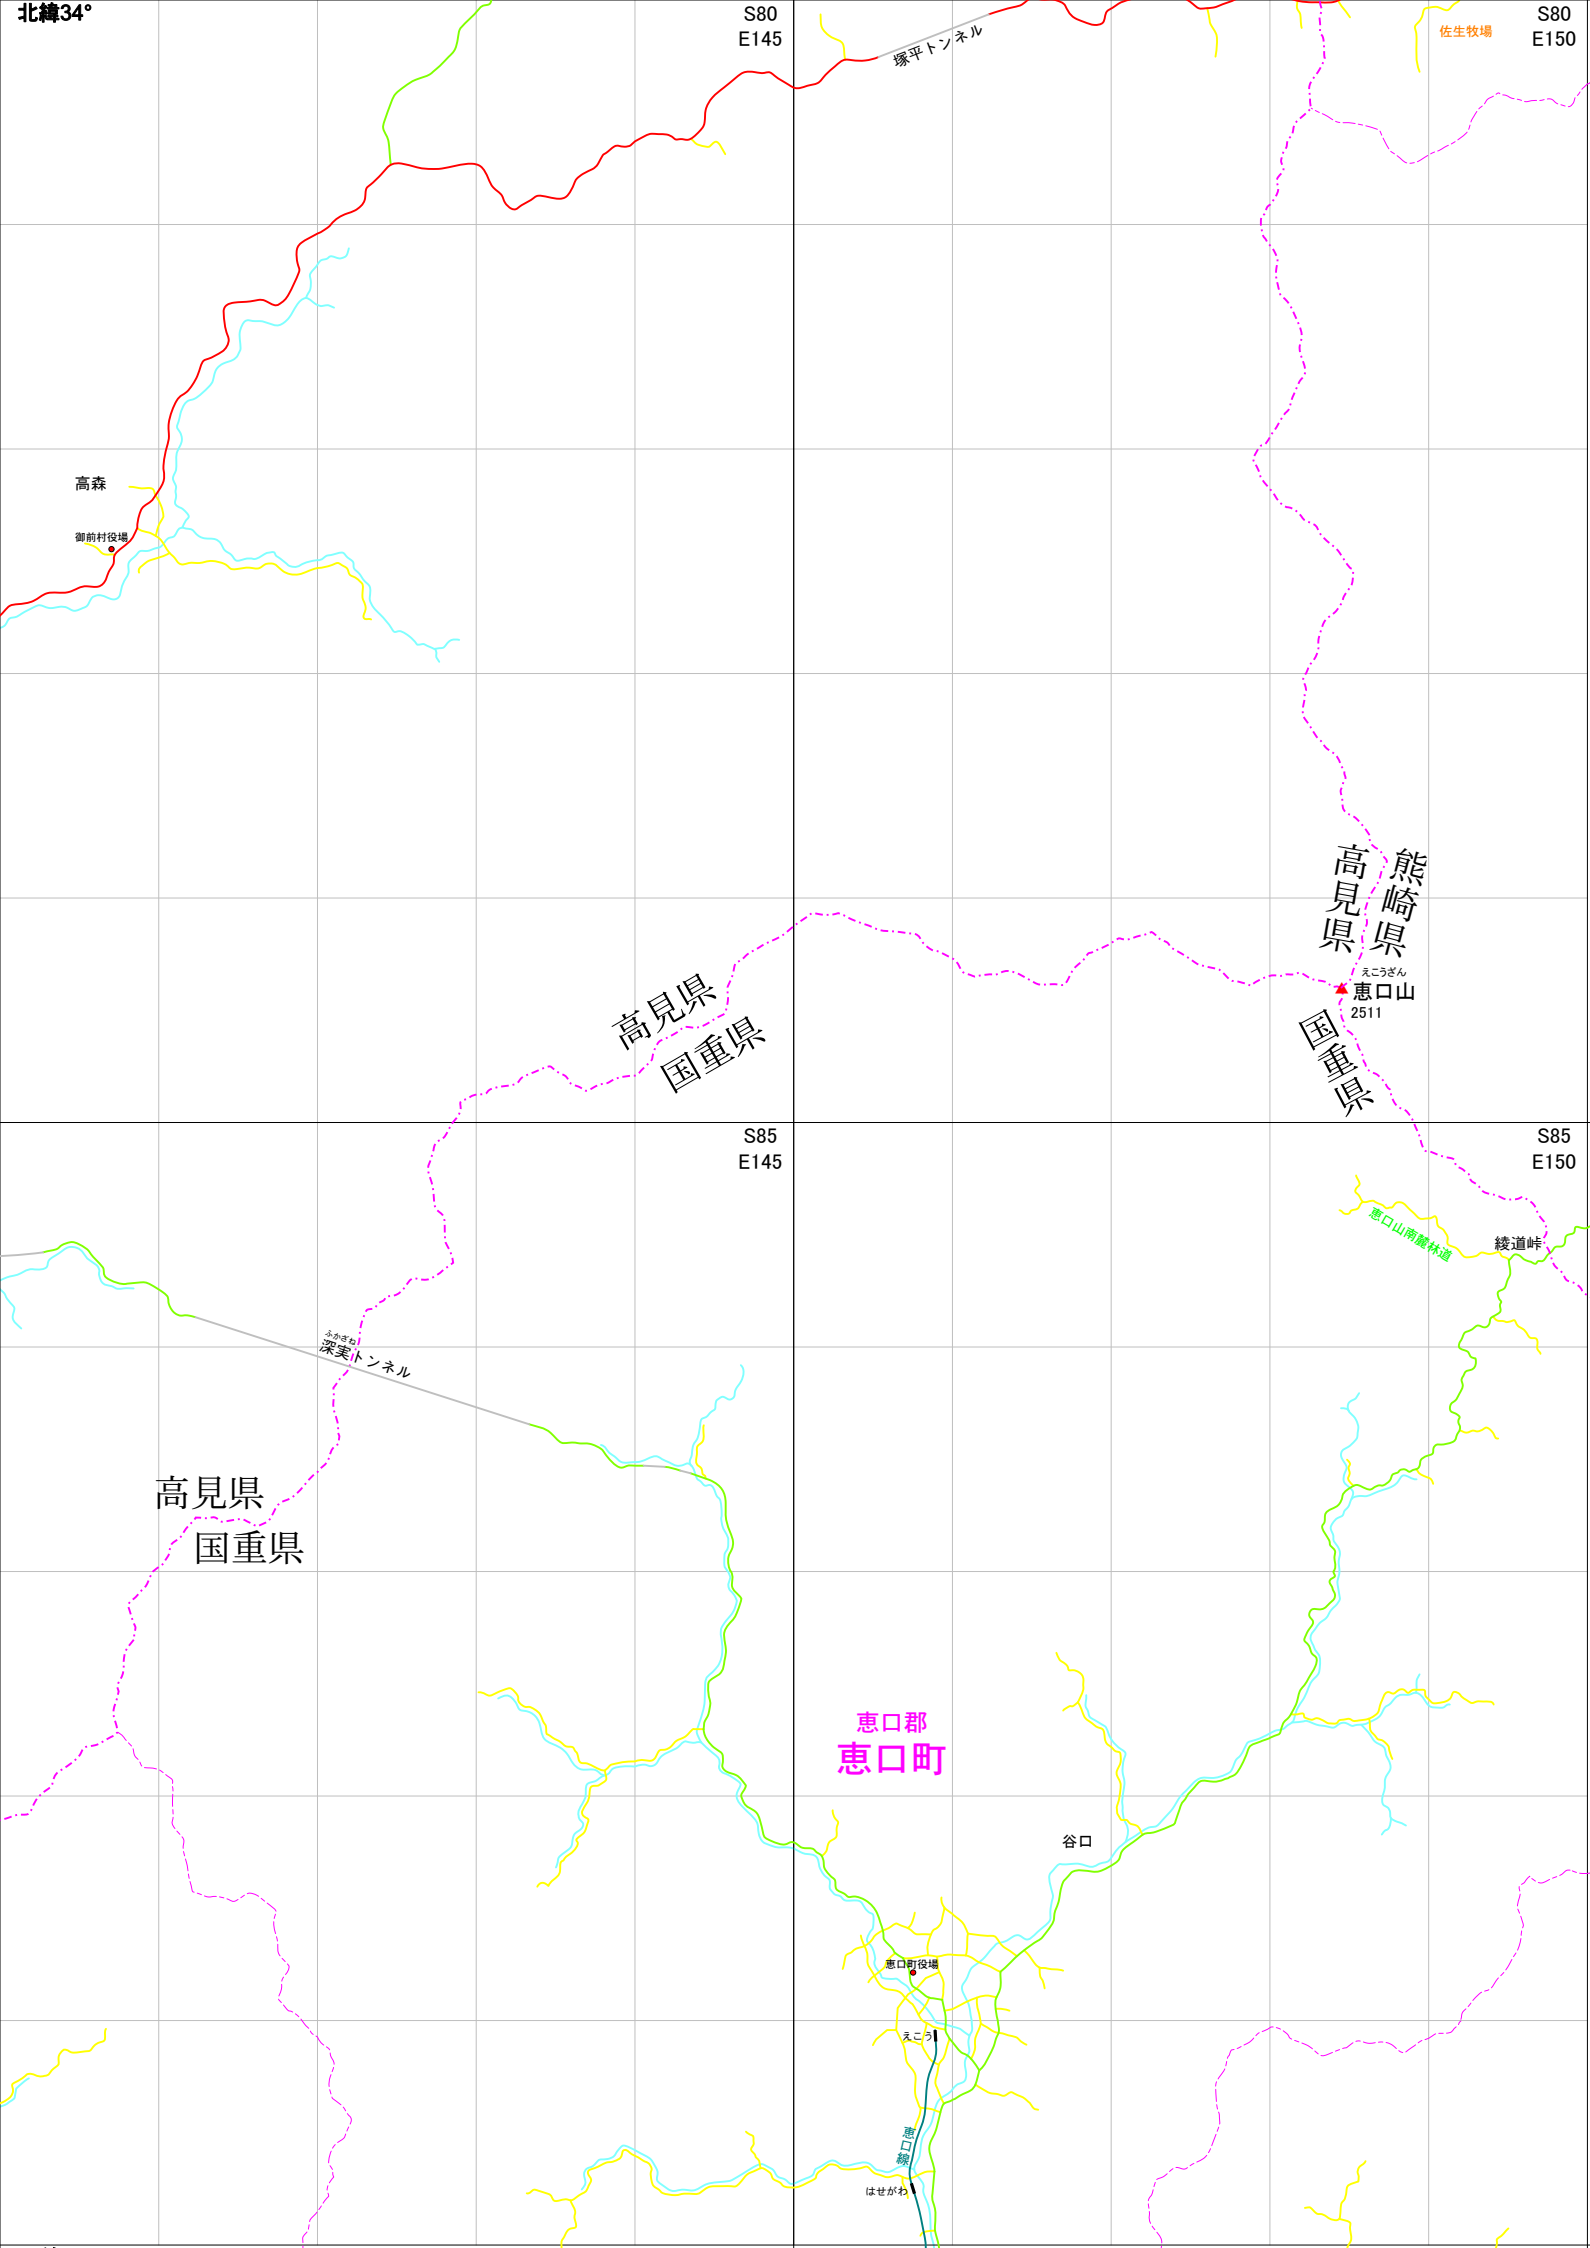 北緯34°
S80
E145
塚平トンネル
S80
E150
佐生牧場
高森
御前村役場
高見県
熊崎県
えこうざん
恵口山
2511
高見県
国重県
国重県
S85
E145
S85
E150
恵口山南麓林道
綾道峠
ふかざね
深実トンネル
高見県
国重県
恵口郡
恵口町
谷口
恵口町役場
えこう
恵口線
はせがわ